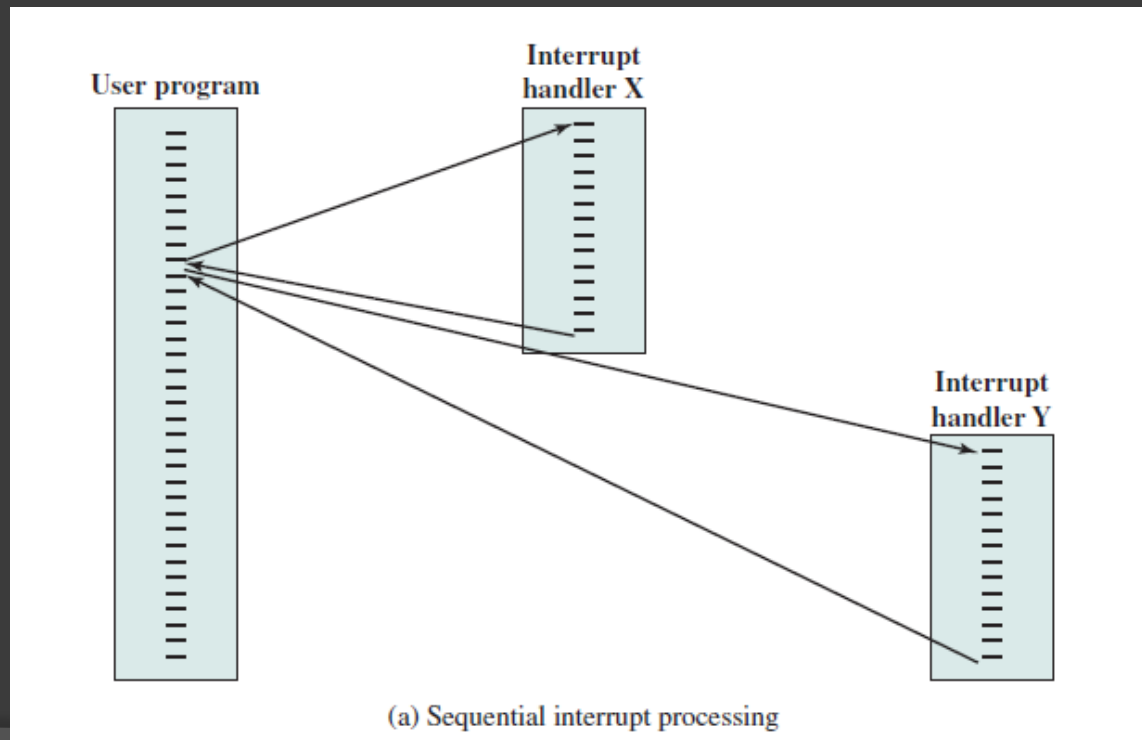 User program
Interrupt
handler X
Interrupt
handler Y
(a) Sequential interrupt processing